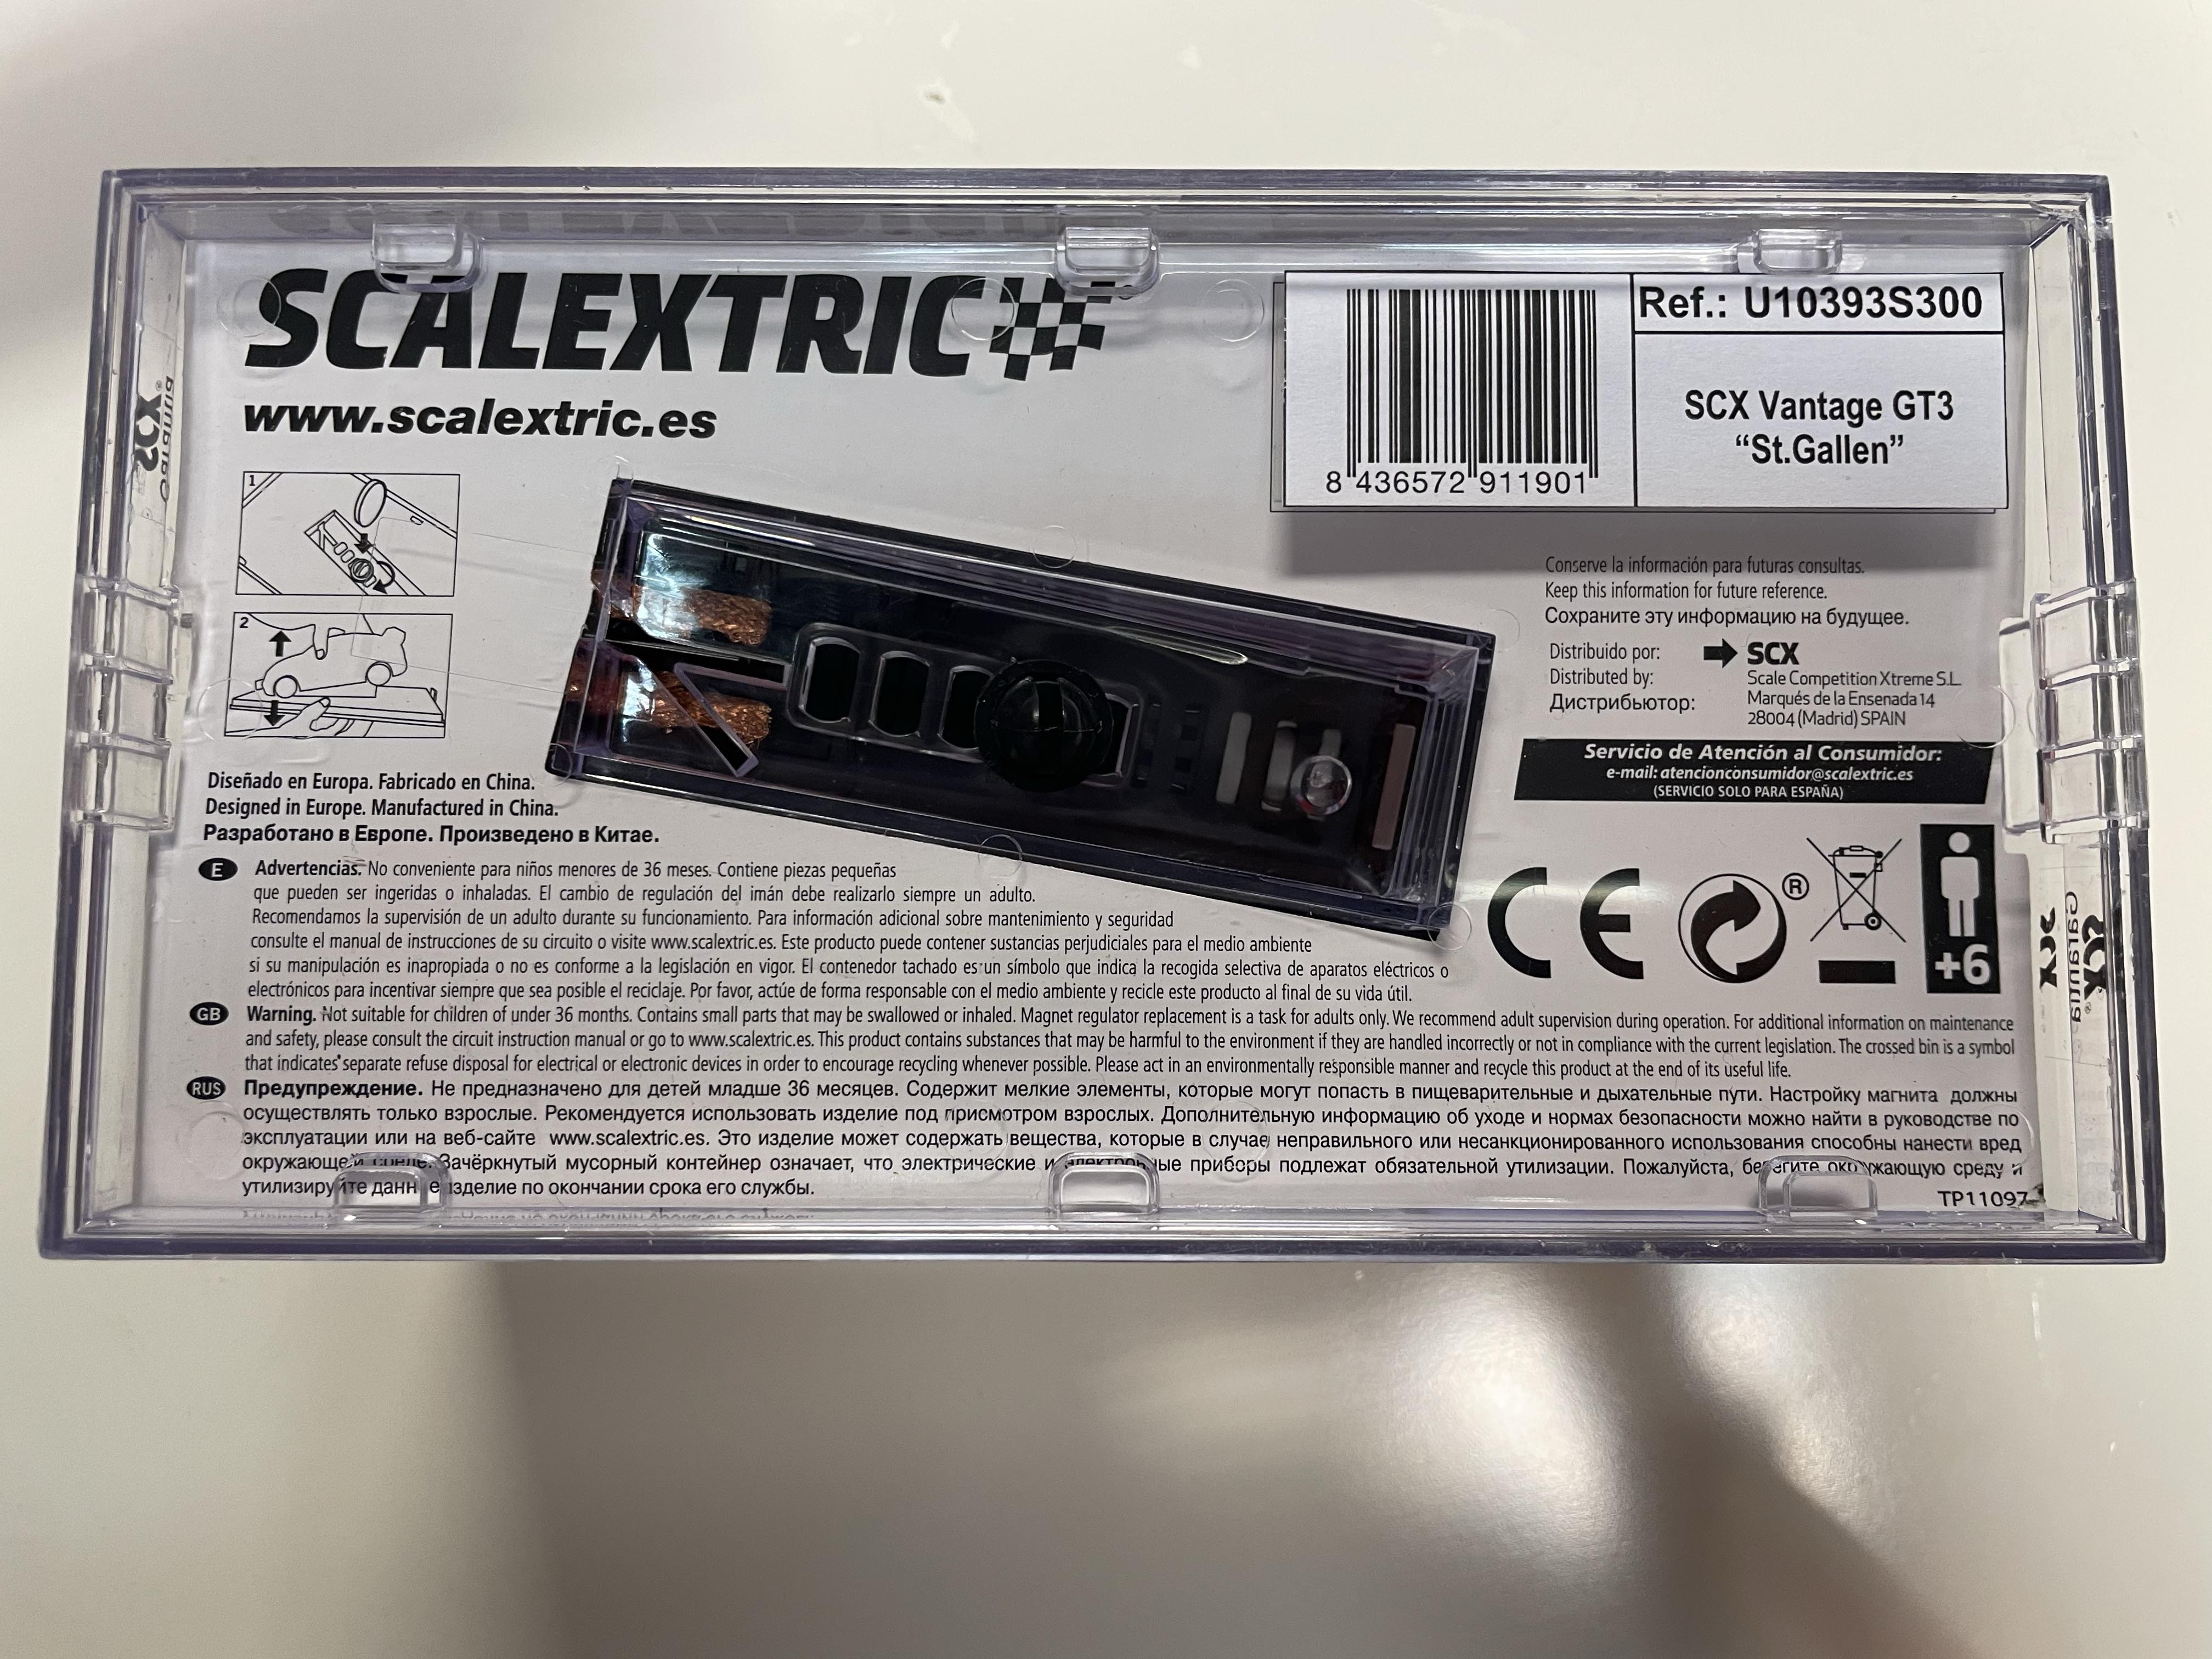 SCALEXTRIC
www.scalextric.es
8 436572 911901
Ref.: U10393S300
SCX Vantage GT3
“St.Gallen”
1
2
Conserve la información para futuras consultas.
Keep this information for future reference.
Сохраните эту информацию на будущее.
Distribuido por:
Distributed by:
Дистрибьютор:
SCX
Scale Competition Xtreme S.L.
Marqués de la Ensenada 14
28004 (Madrid) SPAIN
Servicio de Atención al Consumidor:
e-mail: atencionconsumidor@scalextric.es
(SERVICIO SOLO PARA ESPAÑA)
Diseñado en Europa. Fabricado en China.
Designed in Europe. Manufactured in China.
Разработано в Европе. Произведено в Китае.
CE
®
+6
E Advertencias. No conveniente para niños menores de 36 meses. Contiene piezas pequeñas
que pueden ser ingeridas o inhaladas. El cambio de regulación del imán debe realizarlo siempre un adulto.
Recomendamos la supervisión de un adulto durante su funcionamiento. Para información adicional sobre mantenimiento y seguridad
consulte el manual de instrucciones de su circuito o visite www.scalextric.es. Este producto puede contener sustancias perjudiciales para el medio ambiente
si su manipulación es inapropiada o no es conforme a la legislación en vigor. El contenedor tachado es un símbolo que indica la recogida selectiva de aparatos eléctricos o
electrónicos para incentivar siempre que sea posible el reciclaje. Por favor, actúe de forma responsable con el medio ambiente y recicle este producto al final de su vida útil.
GB Warning. Not suitable for children of under 36 months. Contains small parts that may be swallowed or inhaled. Magnet regulator replacement is a task for adults only. We recommend adult supervision during operation. For additional information on maintenance
and safety, please consult the circuit instruction manual or go to www.scalextric.es. This product contains substances that may be harmful to the environment if they are handled incorrectly or not in compliance with the current legislation. The crossed bin is a symbol
that indicates separate refuse disposal for electrical or electronic devices in order to encourage recycling whenever possible. Please act in an environmentally responsible manner and recycle this product at the end of its useful life.
RUS Предупреждение. Не предназначено для детей младше 36 месяцев. Содержит мелкие элементы, которые могут попасть в пищеварительные и дыхательные пути. Настройку магнита должны
осуществлять только взрослые. Рекомендуется использовать изделие под присмотром взрослых. Дополнительную информацию об уходе и нормах безопасности можно найти в руководстве по
эксплуатации или на веб-сайте www.scalextric.es. Это изделие может содержать вещества, которые в случае неправильного или несанкционированного использования способны нанести вред
окружающей среде. Зачёркнутый мусорный контейнер означает, что электрические и электронные приборы подлежат обязательной утилизации. Пожалуйста, берегите окружающую среду и
утилизируйте данное изделие по окончании срока его службы.
TP11097
SCX
Garantía